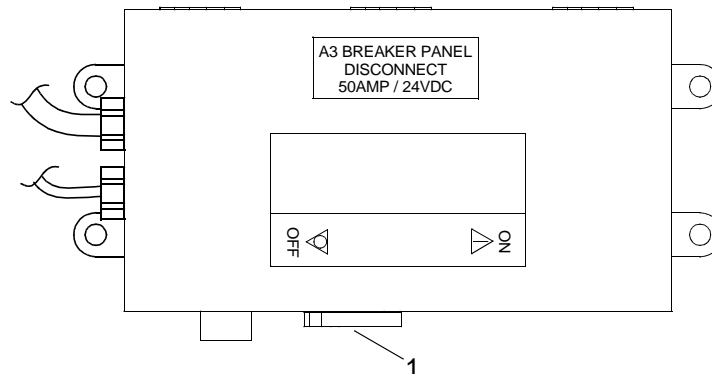 A3 BREAKER PANEL
DISCONNECT
50AMP / 24VDC
OFF
ON
1